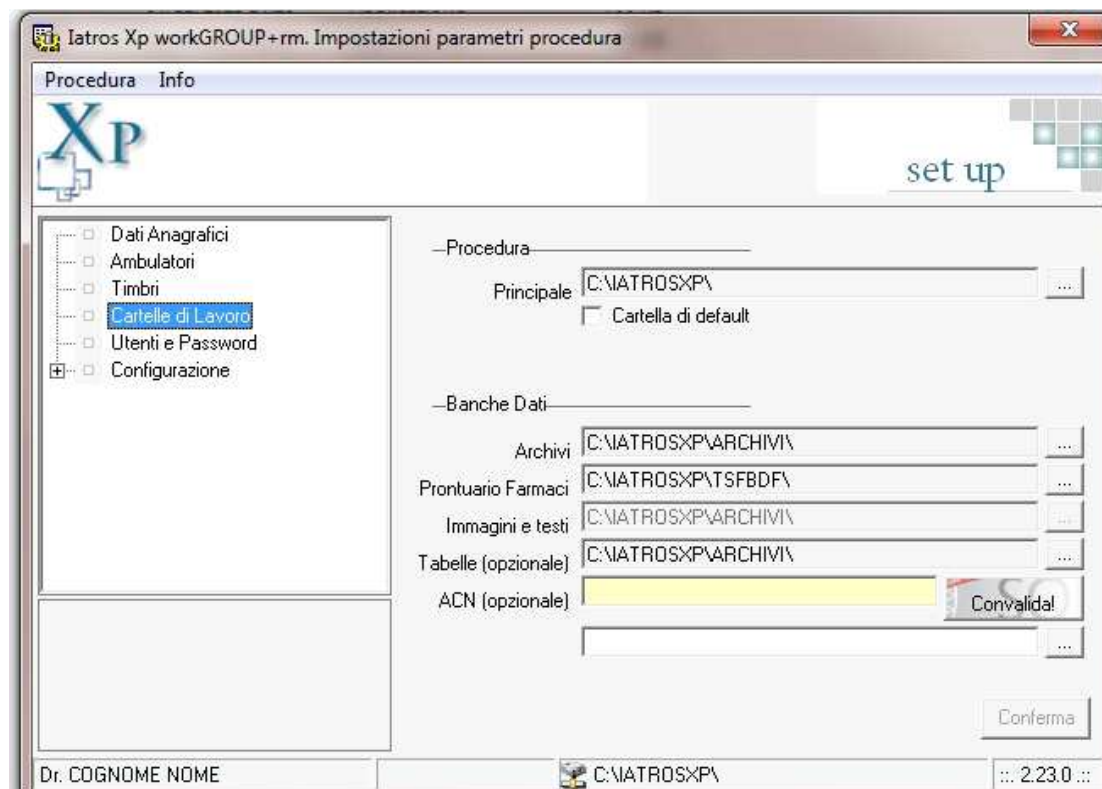 Iatros Xp workGROUP+rm. Impostazioni parametri procedura
Procedura Info
Xp
set up
Dati Anagrafici
Ambulatori
Timbri
Cartelle di Lavoro
Utenti e Password
Configurazione
Procedura
Principale C:\IATROSXP\ ...
Cartella di default
Banche Dati
Archivi C:\IATROSXP\ARCHIVI\ ...
Prontuario Farmaci C:\IATROSXP\TSFBDF\ ...
Immagini e testi C:\IATROSXP\ARCHIVI\ ...
Tabelle (opzionale) C:\IATROSXP\ARCHIVI\ ...
ACN (opzionale) Convalida!
...
Conferma
Dr. COGNOME NOME C:\IATROSXP\ ::. 2.23.0 .::